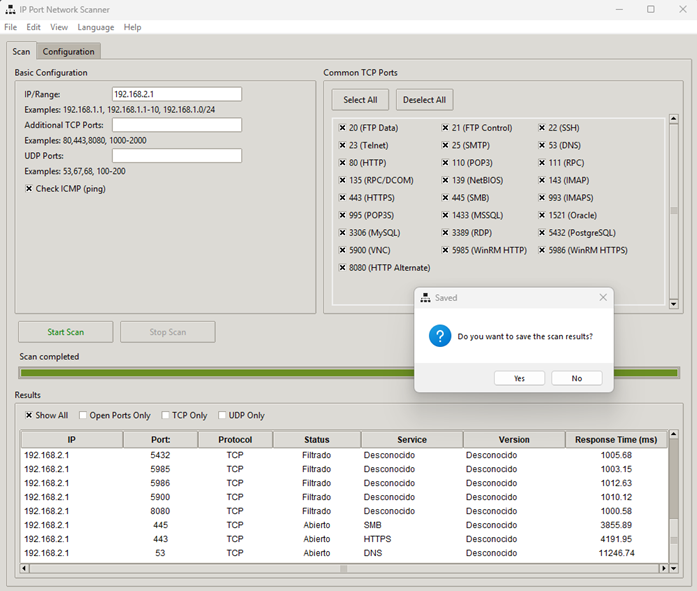 IP Port Network Scanner
File Edit View Language Help
Scan Configuration
Basic Configuration
IP/Range: 192.168.2.1
Examples: 192.168.1.1, 192.168.1.1-10, 192.168.1.0/24
Additional TCP Ports:
Examples: 80,443,8080, 1000-2000
UDP Ports:
Examples: 53,67,68, 100-200
Check ICMP (ping)
Common TCP Ports
Select All Deselect All
20 (FTP Data) 21 (FTP Control) 22 (SSH)
23 (Telnet) 25 (SMTP) 53 (DNS)
80 (HTTP) 110 (POP3) 111 (RPC)
135 (RPC/DCOM) 139 (NetBIOS) 143 (IMAP)
443 (HTTPS) 445 (SMB) 993 (IMAPS)
995 (POP3S) 1433 (MSSQL) 1521 (Oracle)
3306 (MySQL) 3389 (RDP) 5432 (PostgreSQL)
5900 (VNC) 5985 (WinRM HTTP) 5986 (WinRM HTTPS)
8080 (HTTP Alternate)
Saved
Do you want to save the scan results?
Yes No
Start Scan Stop Scan
Scan completed
Results
Show All Open Ports Only TCP Only UDP Only
IP Port: Protocol Status Service Version Response Time (ms)
192.168.2.1 5432 TCP Filtrado Desconocido Desconocido 1005.68
192.168.2.1 5985 TCP Filtrado Desconocido Desconocido 1003.15
192.168.2.1 5986 TCP Filtrado Desconocido Desconocido 1012.63
192.168.2.1 5900 TCP Filtrado Desconocido Desconocido 1010.12
192.168.2.1 8080 TCP Filtrado Desconocido Desconocido 1000.58
192.168.2.1 445 TCP Abierto SMB Desconocido 3855.89
192.168.2.1 443 TCP Abierto HTTPS Desconocido 4191.95
192.168.2.1 53 TCP Abierto DNS Desconocido 11246.74